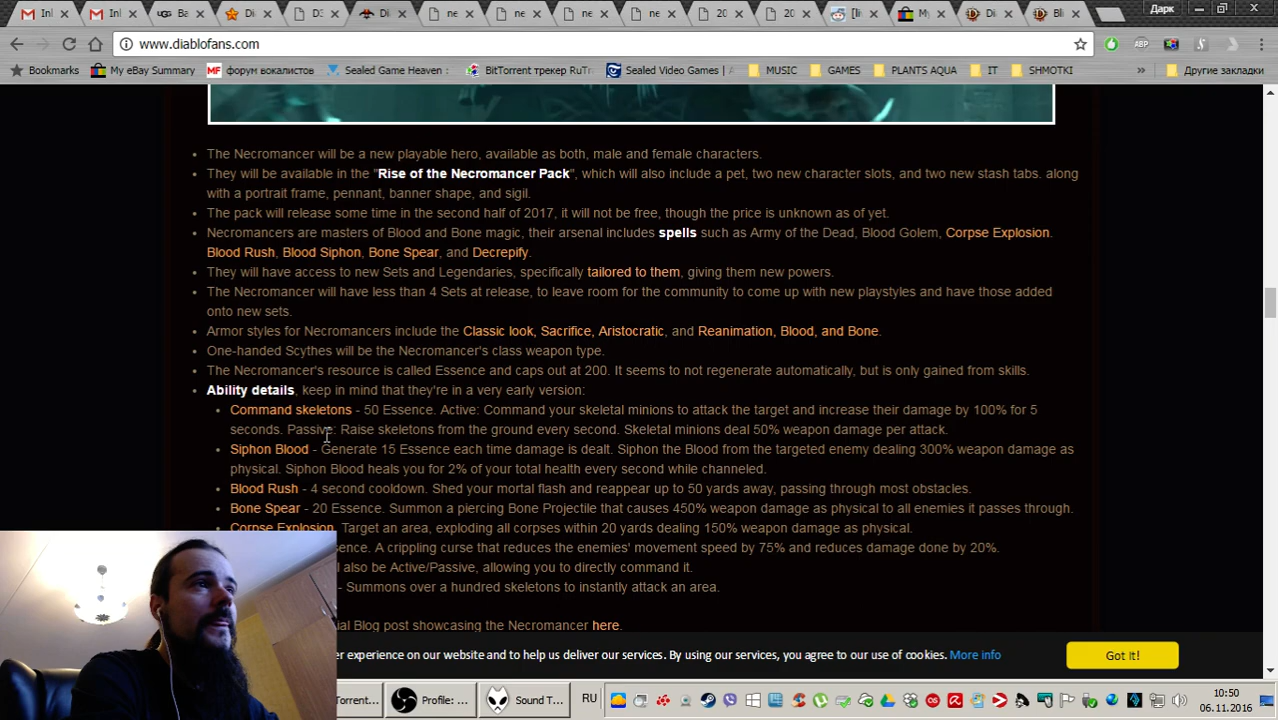 Inl
Inl
Ba
Di
D3
Di
ne
ne
ne
ne
20
20
[li
My
Di
Bli
Дарк
www.diablofans.com
ABP
Bookmarks
My eBay Summary
MF форум вокалистов
Sealed Game Heaven :
BitTorrent трекер RuTr
Sealed Video Games |
MUSIC
GAMES
PLANTS AQUA
IT
SHMOTKI
»
Другие закладки
The Necromancer will be a new playable hero, available as both, male and female characters.
They will be available in the "Rise of the Necromancer Pack", which will also include a pet, two new character slots, and two new stash tabs. along
with a portrait frame, pennant, banner shape, and sigil.
The pack will release some time in the second half of 2017, it will not be free, though the price is unknown as of yet.
Necromancers are masters of Blood and Bone magic, their arsenal includes spells such as Army of the Dead, Blood Golem, Corpse Explosion.
Blood Rush, Blood Siphon, Bone Spear, and Decrepify.
They will have access to new Sets and Legendaries, specifically tailored to them, giving them new powers.
The Necromancer will have less than 4 Sets at release, to leave room for the community to come up with new playstyles and have those added
onto new sets.
Armor styles for Necromancers include the Classic look, Sacrifice, Aristocratic, and Reanimation, Blood, and Bone.
One-handed Scythes will be the Necromancer's class weapon type.
The Necromancer's resource is called Essence and caps out at 200. It seems to not regenerate automatically, but is only gained from skills.
Ability details, keep in mind that they're in a very early version:
Command skeletons - 50 Essence. Active: Command your skeletal minions to attack the target and increase their damage by 100% for 5
seconds. Passive: Raise skeletons from the ground every second. Skeletal minions deal 50% weapon damage per attack.
Siphon Blood - Generate 15 Essence each time damage is dealt. Siphon the Blood from the targeted enemy dealing 300% weapon damage as
physical. Siphon Blood heals you for 2% of your total health every second while channeled.
Blood Rush - 4 second cooldown. Shed your mortal flash and reappear up to 50 yards away, passing through most obstacles.
Bone Spear - 20 Essence. Summon a piercing Bone Projectile that causes 450% weapon damage as physical to all enemies it passes through.
Corpse Explosion. Target an area, exploding all corpses within 20 yards dealing 150% weapon damage as physical.
sence. A crippling curse that reduces the enemies' movement speed by 75% and reduces damage done by 20%.
l also be Active/Passive, allowing you to directly command it.
- Summons over a hundred skeletons to instantly attack an area.
ial Blog post showcasing the Necromancer here.
er experience on our website and to help us deliver our services. By using our services, you agree to our use of cookies. More info
Got it!
Torrent...
Profile: ...
Sound T...
RU
10:50
06.11.2016